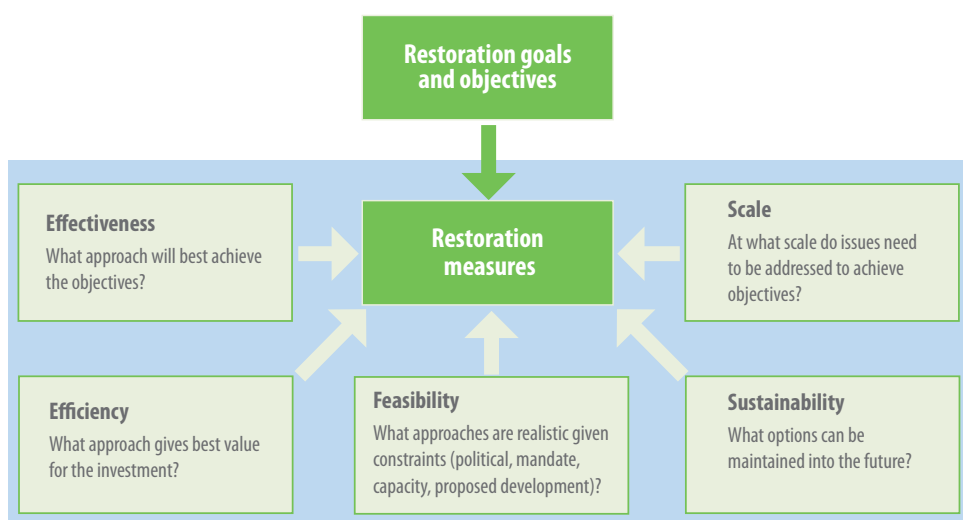 Restoration goals
and objectives
Effectiveness
What approach will best achieve
the objectives?
Restoration
measures
Scale
At what scale do issues need
to be addressed to achieve
objectives?
Efficiency
What approach gives best value
for the investment?
Feasibility
What approaches are realistic given
constraints (political, mandate,
capacity, proposed development)?
Sustainability
What options can be
maintained into the future?